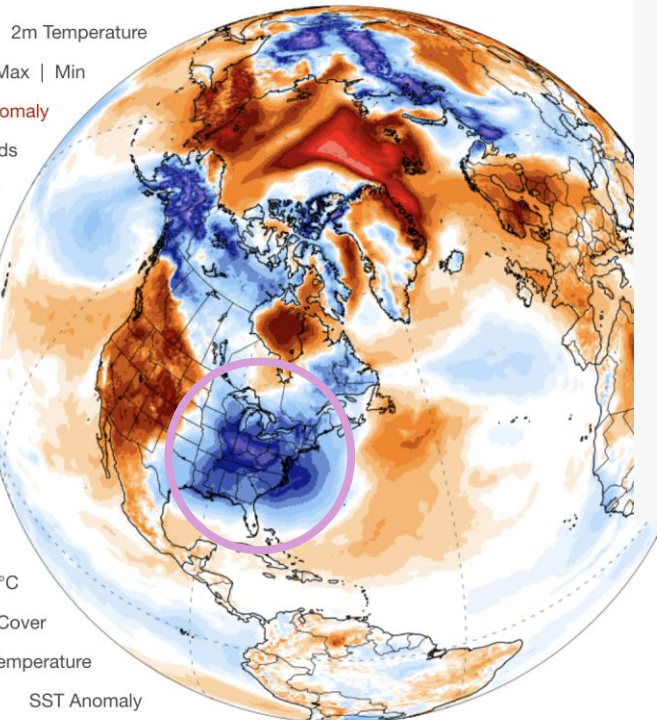 2m Temperature
Max | Min
omaly
ds
°C
Cover
emperature
SST Anomaly